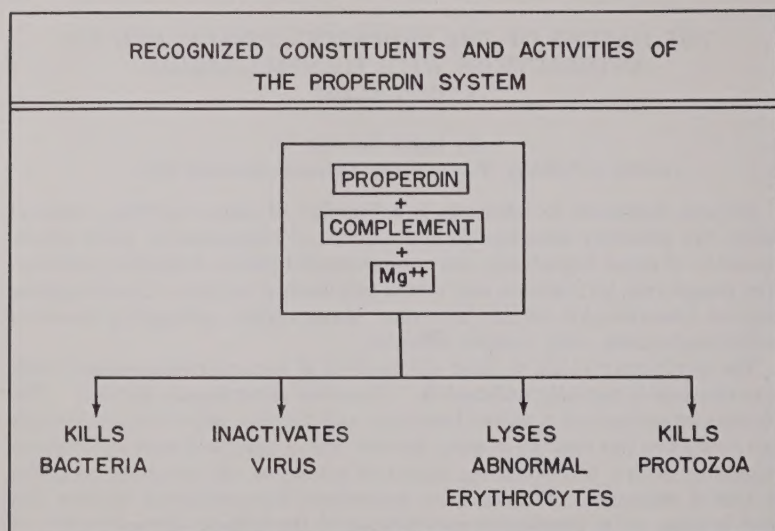 RECOGNIZED CONSTITUENTS AND ACTIVITIES OF
THE PROPERDIN SYSTEM
PROPERDIN
+
COMPLEMENT
+
Mg++
KILLS
BACTERIA
INACTIVATES
VIRUS
LYSES
ABNORMAL
ERYTHROCYTES
KILLS
PROTOZOA